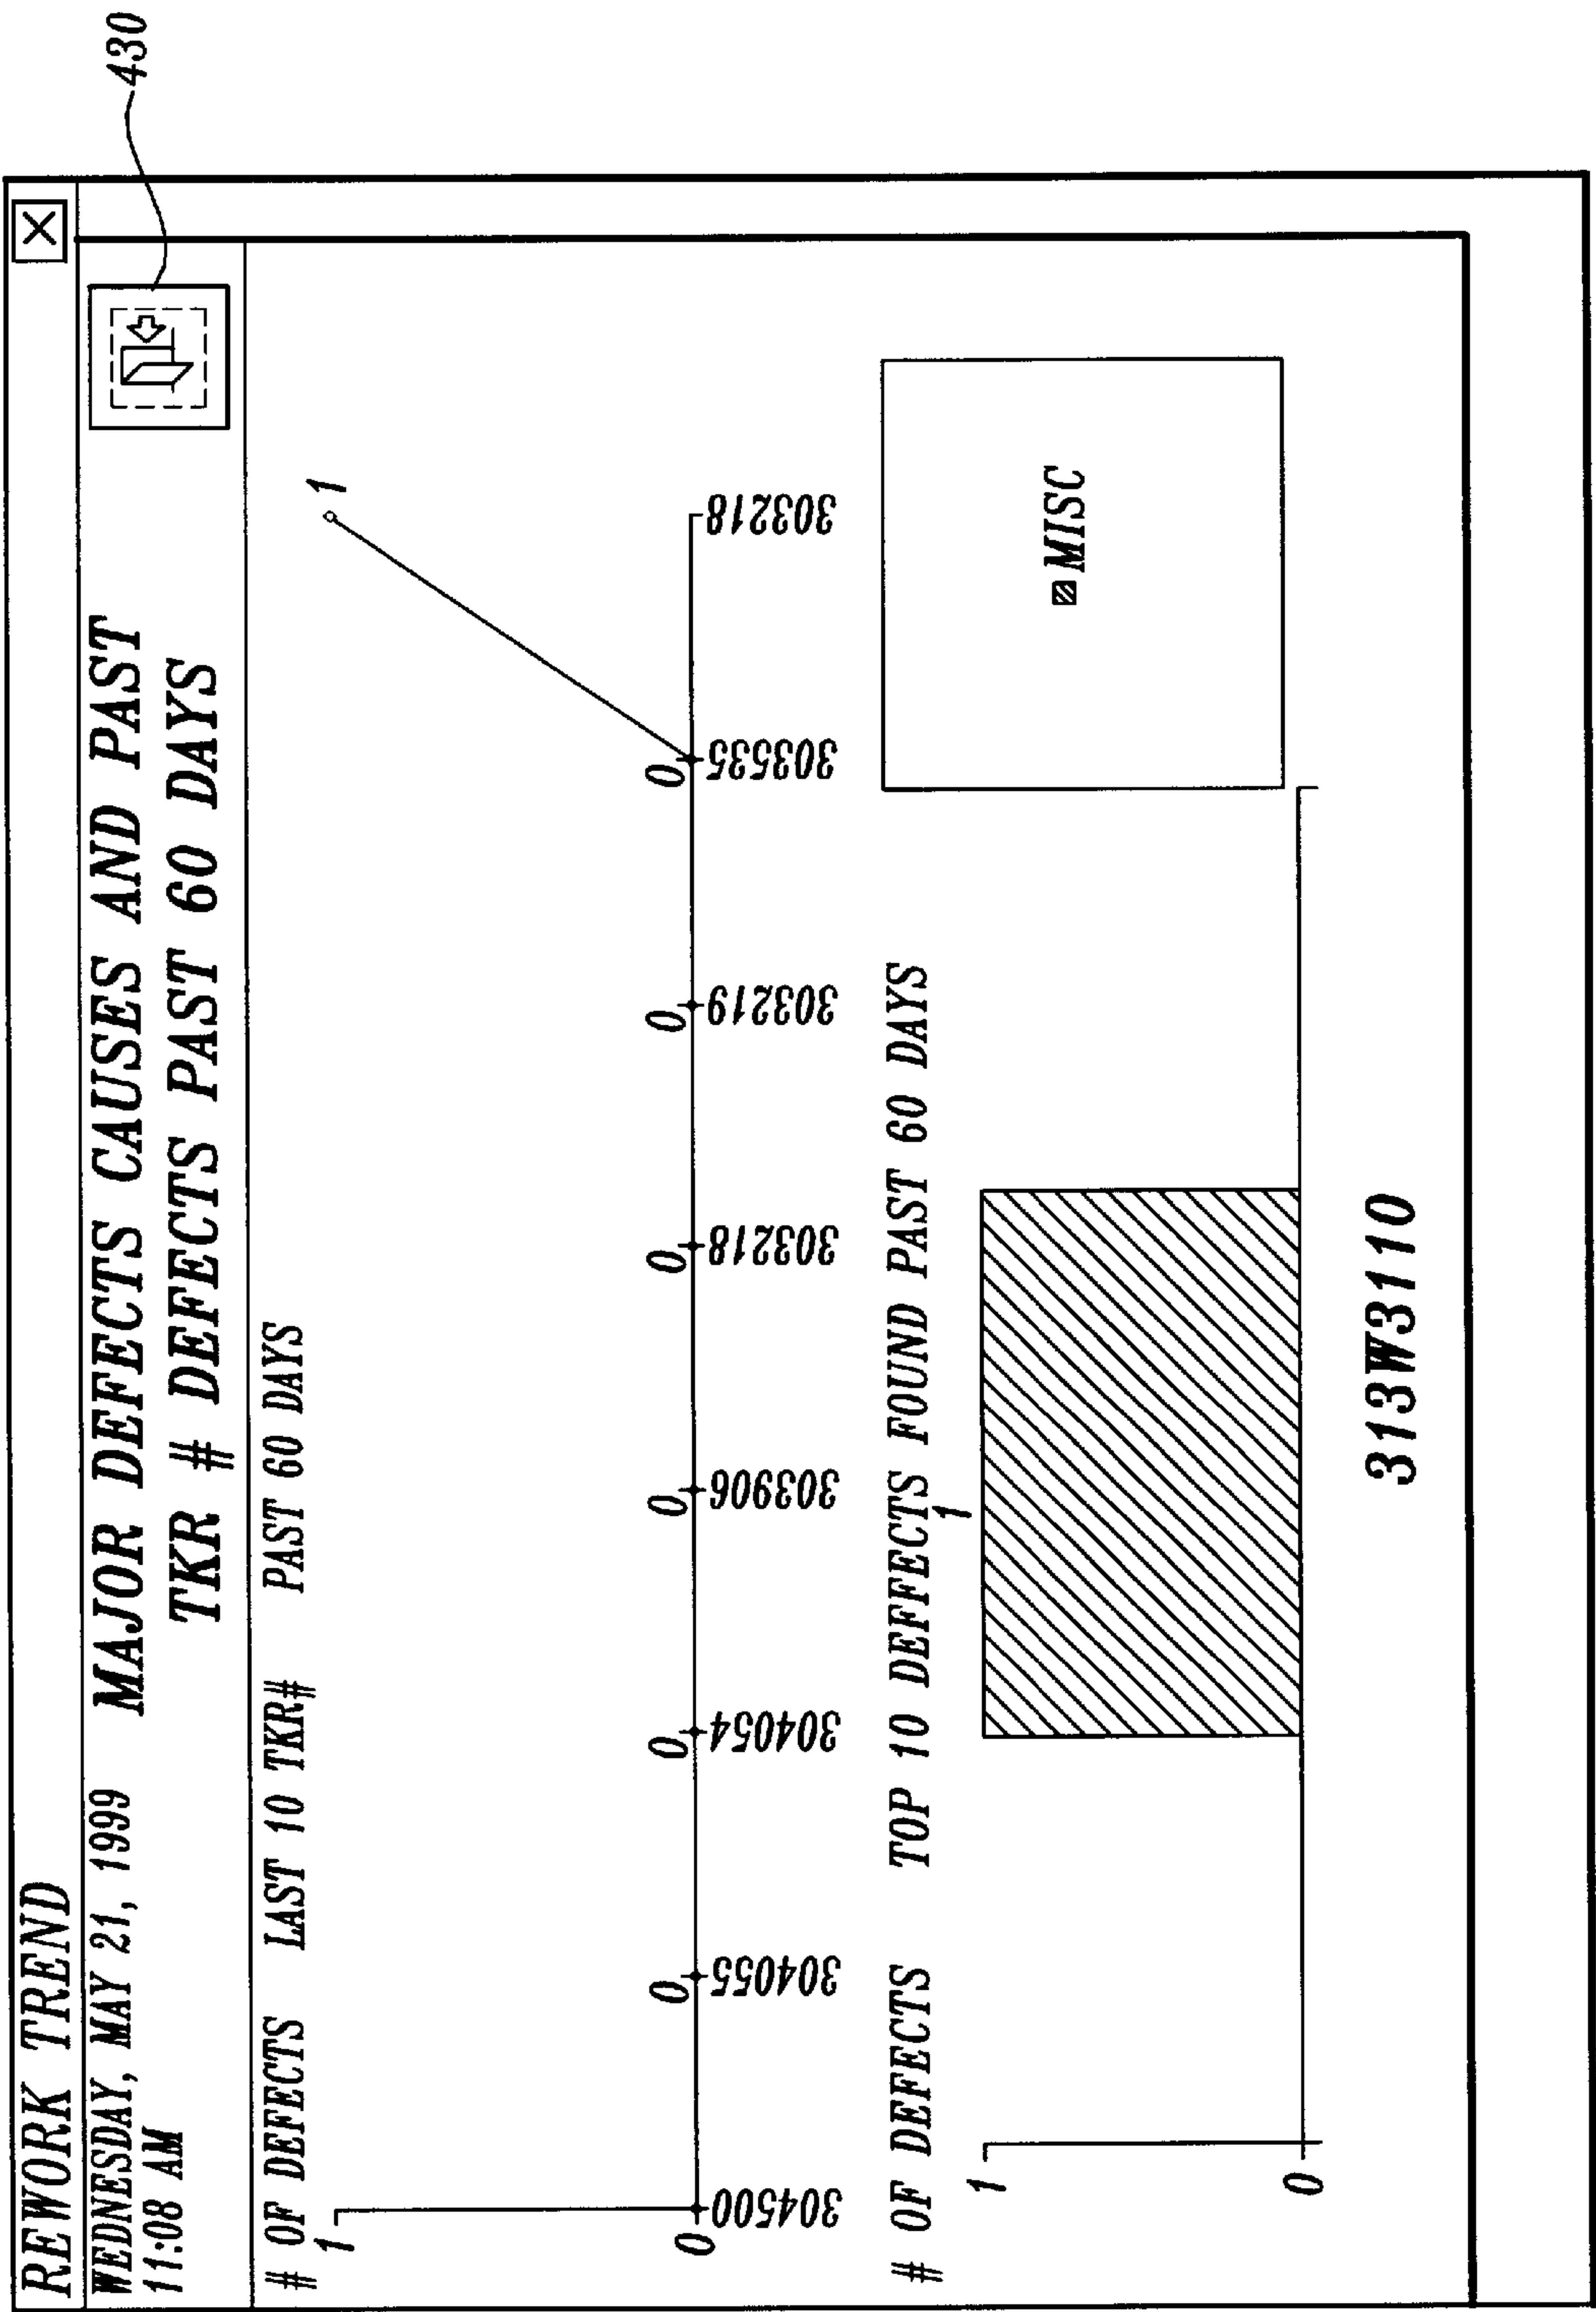 REWORK TREND
WEDNESDAY, MAY 21, 1999 MAJOR DEFECTS CAUSES AND PAST
11:08 AM TKR # DEFECTS PAST 60 DAYS
430
# OF DEFECTS LAST 10 TKR# PAST 60 DAYS
1
1
0 0 0 0 0 0 0
304500 304055 304054 303906 303218 303219 303535 303218
# OF DEFECTS TOP 10 DEFFECTS FOUND PAST 60 DAYS
1
1
MISC
0
313W3110